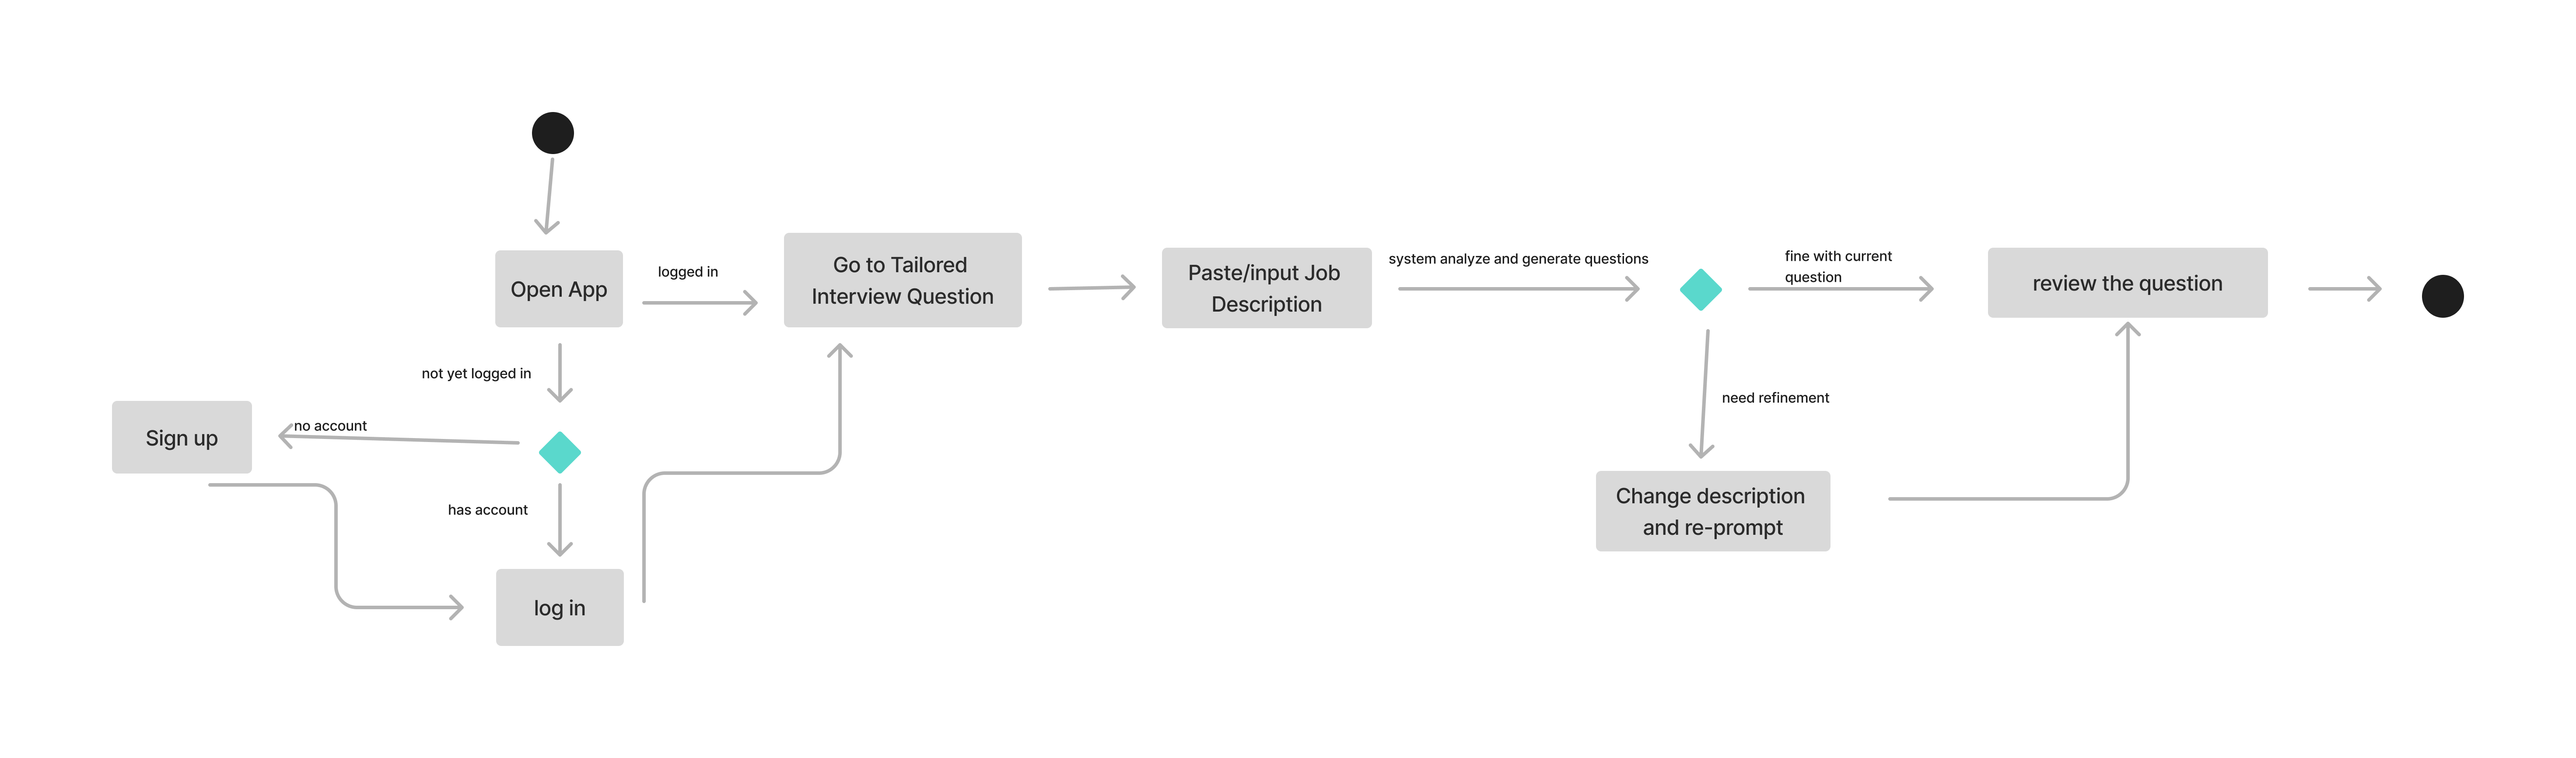 Open App
logged in
Go to Tailored
Interview Question
Paste/input Job
Description
system analyze and generate questions
fine with current
question
review the question
not yet logged in
need refinement
Sign up
no account
has account
Change description
and re-prompt
log in